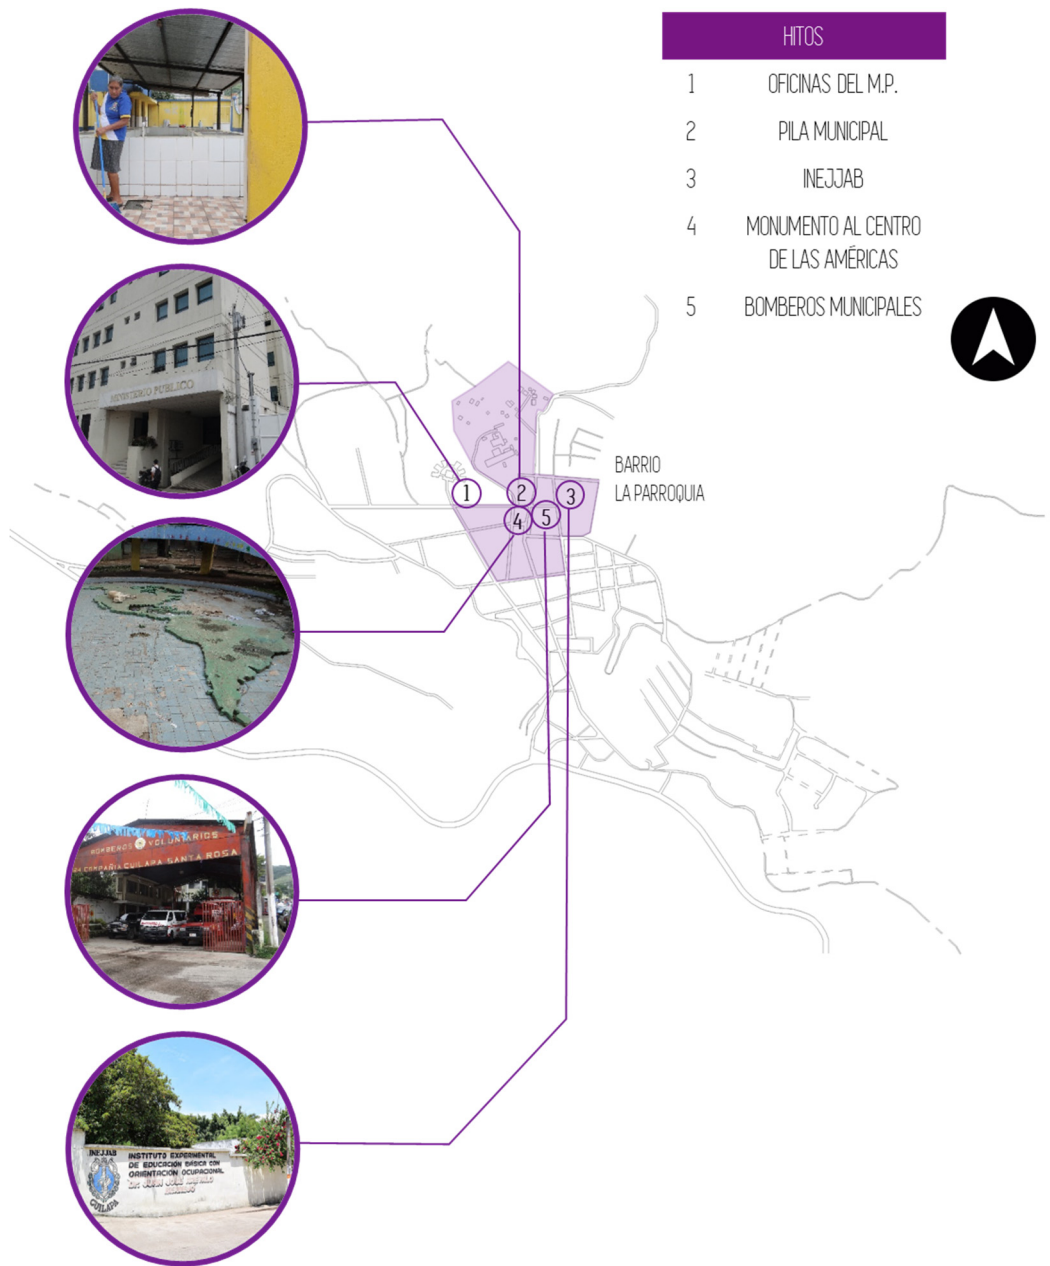 HITOS
1 OFICINAS DEL M.P.
2 PILA MUNICIPAL
3 INEJJAB
4 MONUMENTO AL CENTRO
DE LAS AMÉRICAS
5 BOMBEROS MUNICIPALES
MINISTERIO PUBLICO
BARRIO
LA PARROQUIA
1
2
3
4
5
BOMBEROS VOLUNTARIOS
COMPAÑIA CUILAPA SANTA ROSA
INEJJAB
CUILAPA
INSTITUTO EXPERIMENTAL
DE EDUCACIÓN BÁSICA CON
ORIENTACIÓN OCUPACIONAL